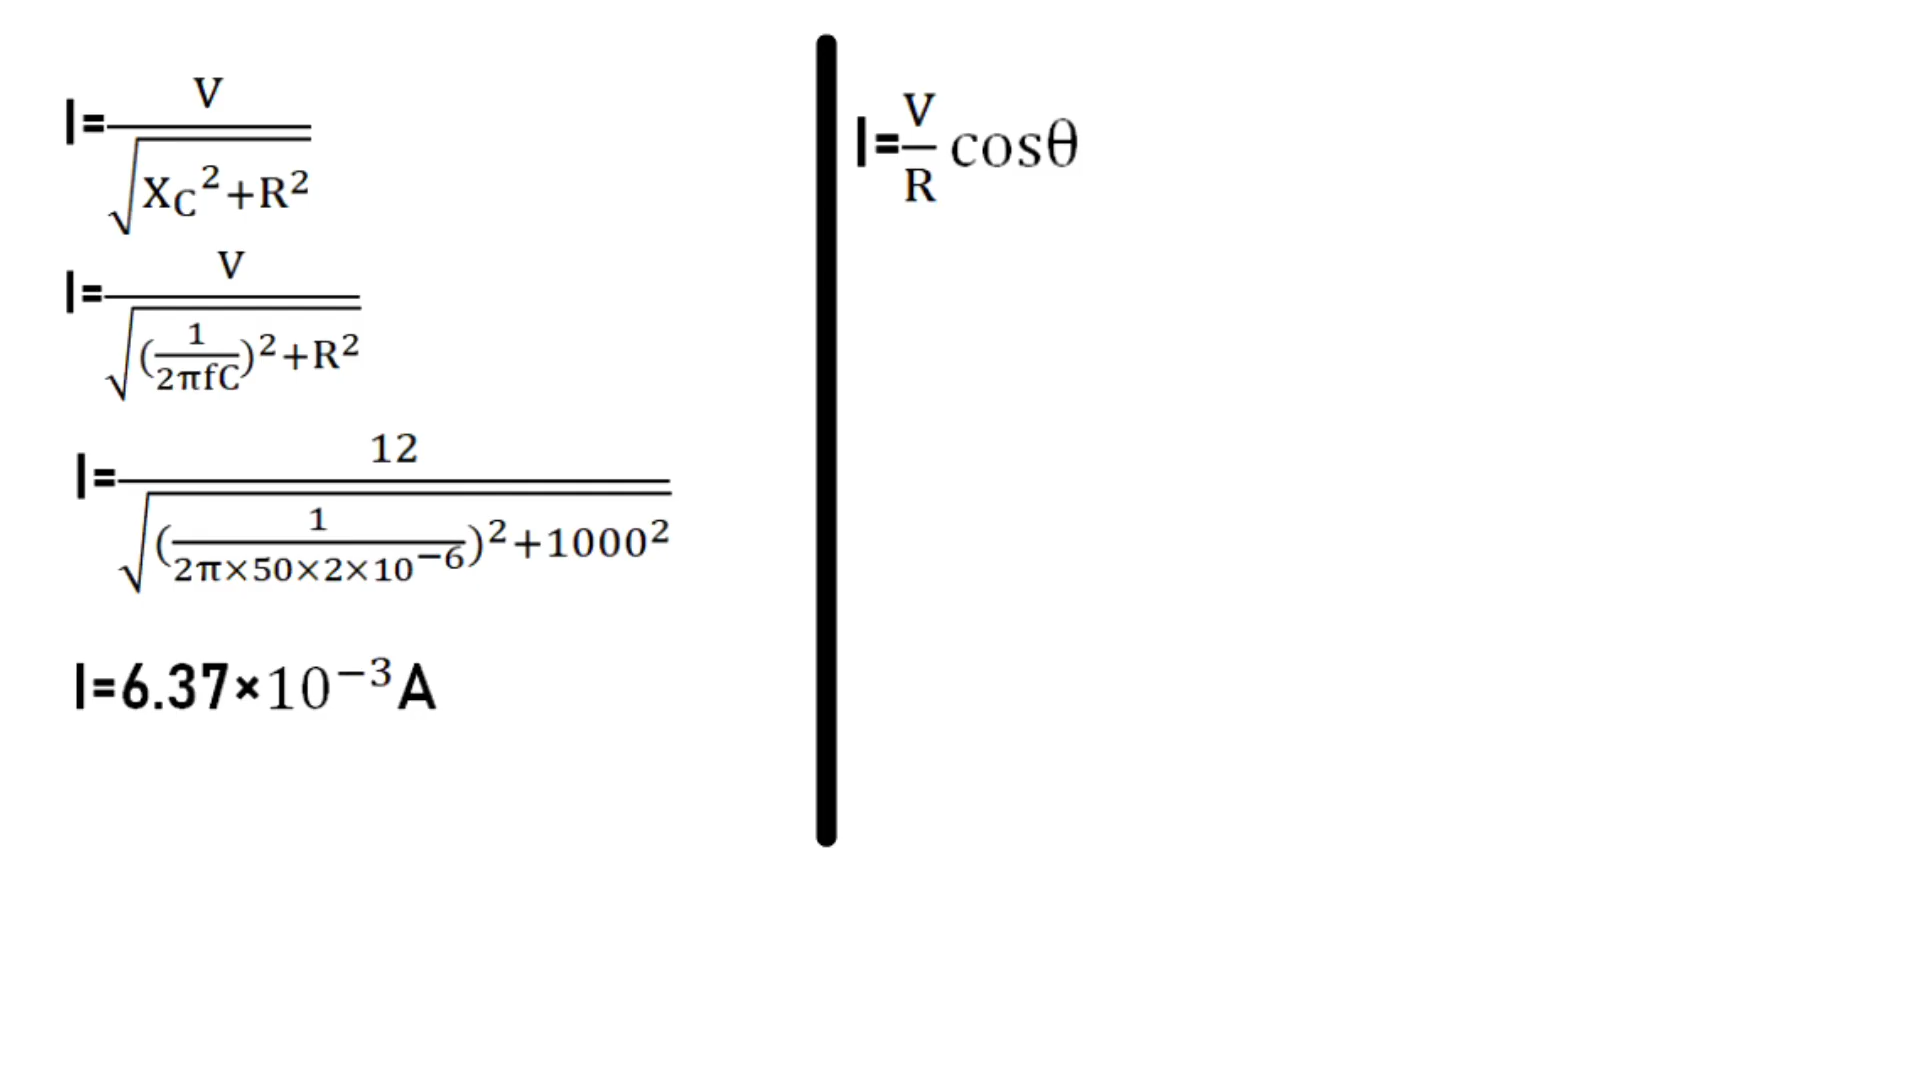 I=V/√(X_C²+R²)
I=V/√((1/2πfC)²+R²)
I=12/√((1/2π×50×2×10⁻⁶)²+1000²)
I=6.37×10⁻³A
I=V/R cosθ